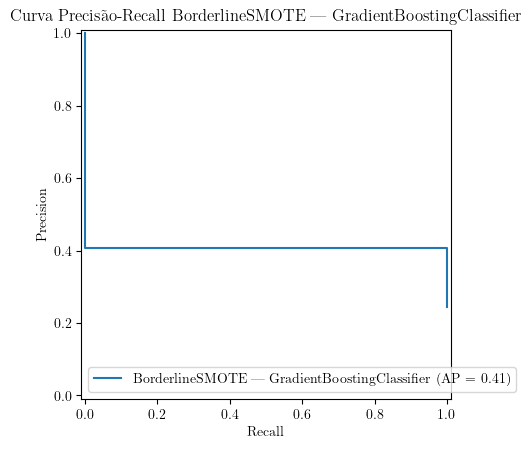 Curva Precisão-Recall BorderlineSMOTE — GradientBoostingClassifier
1.0
0.8
0.6
0.4
0.2
0.0
Precision
BorderlineSMOTE — GradientBoostingClassifier (AP = 0.41)
0.0 0.2 0.4 0.6 0.8 1.0
Recall